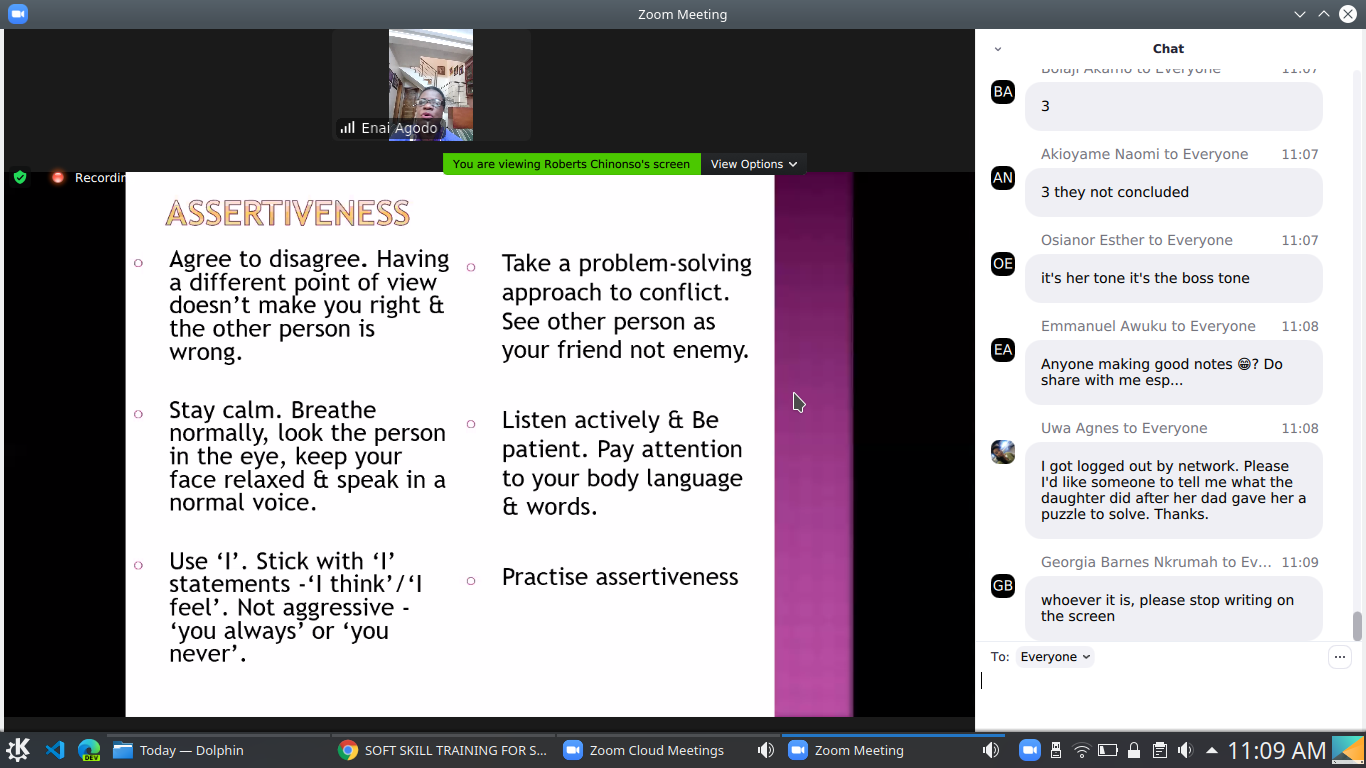 Zoom Meeting
Enai Agodo
You are viewing Roberts Chinonso's screen
View Options
Recordin
ASSERTIVENESS
Agree to disagree. Having
a different point of view
doesn’t make you right &
the other person is
wrong.
Stay calm. Breathe
normally, look the person
in the eye, keep your
face relaxed & speak in a
normal voice.
Use ‘I’. Stick with ‘I’
statements -‘I think’/‘I
feel’. Not aggressive -
‘you always’ or ‘you
never’.
Take a problem-solving
approach to conflict.
See other person as
your friend not enemy.
Listen actively & Be
patient. Pay attention
to your body language
& words.
Practise assertiveness
Chat
Bolaji Akamo to Everyone 11:07
BA
3
Akioyame Naomi to Everyone 11:07
AN
3 they not concluded
Osianor Esther to Everyone 11:07
OE
it's her tone it's the boss tone
Emmanuel Awuku to Everyone 11:08
EA
Anyone making good notes 😁? Do
share with me esp...
Uwa Agnes to Everyone 11:08
I got logged out by network. Please
I'd like someone to tell me what the
daughter did after her dad gave her a
puzzle to solve. Thanks.
Georgia Barnes Nkrumah to Ev... 11:09
GB
whoever it is, please stop writing on
the screen
To: Everyone
DEV
Today — Dolphin
SOFT SKILL TRAINING FOR S...
Zoom Cloud Meetings
Zoom Meeting
11:09 AM